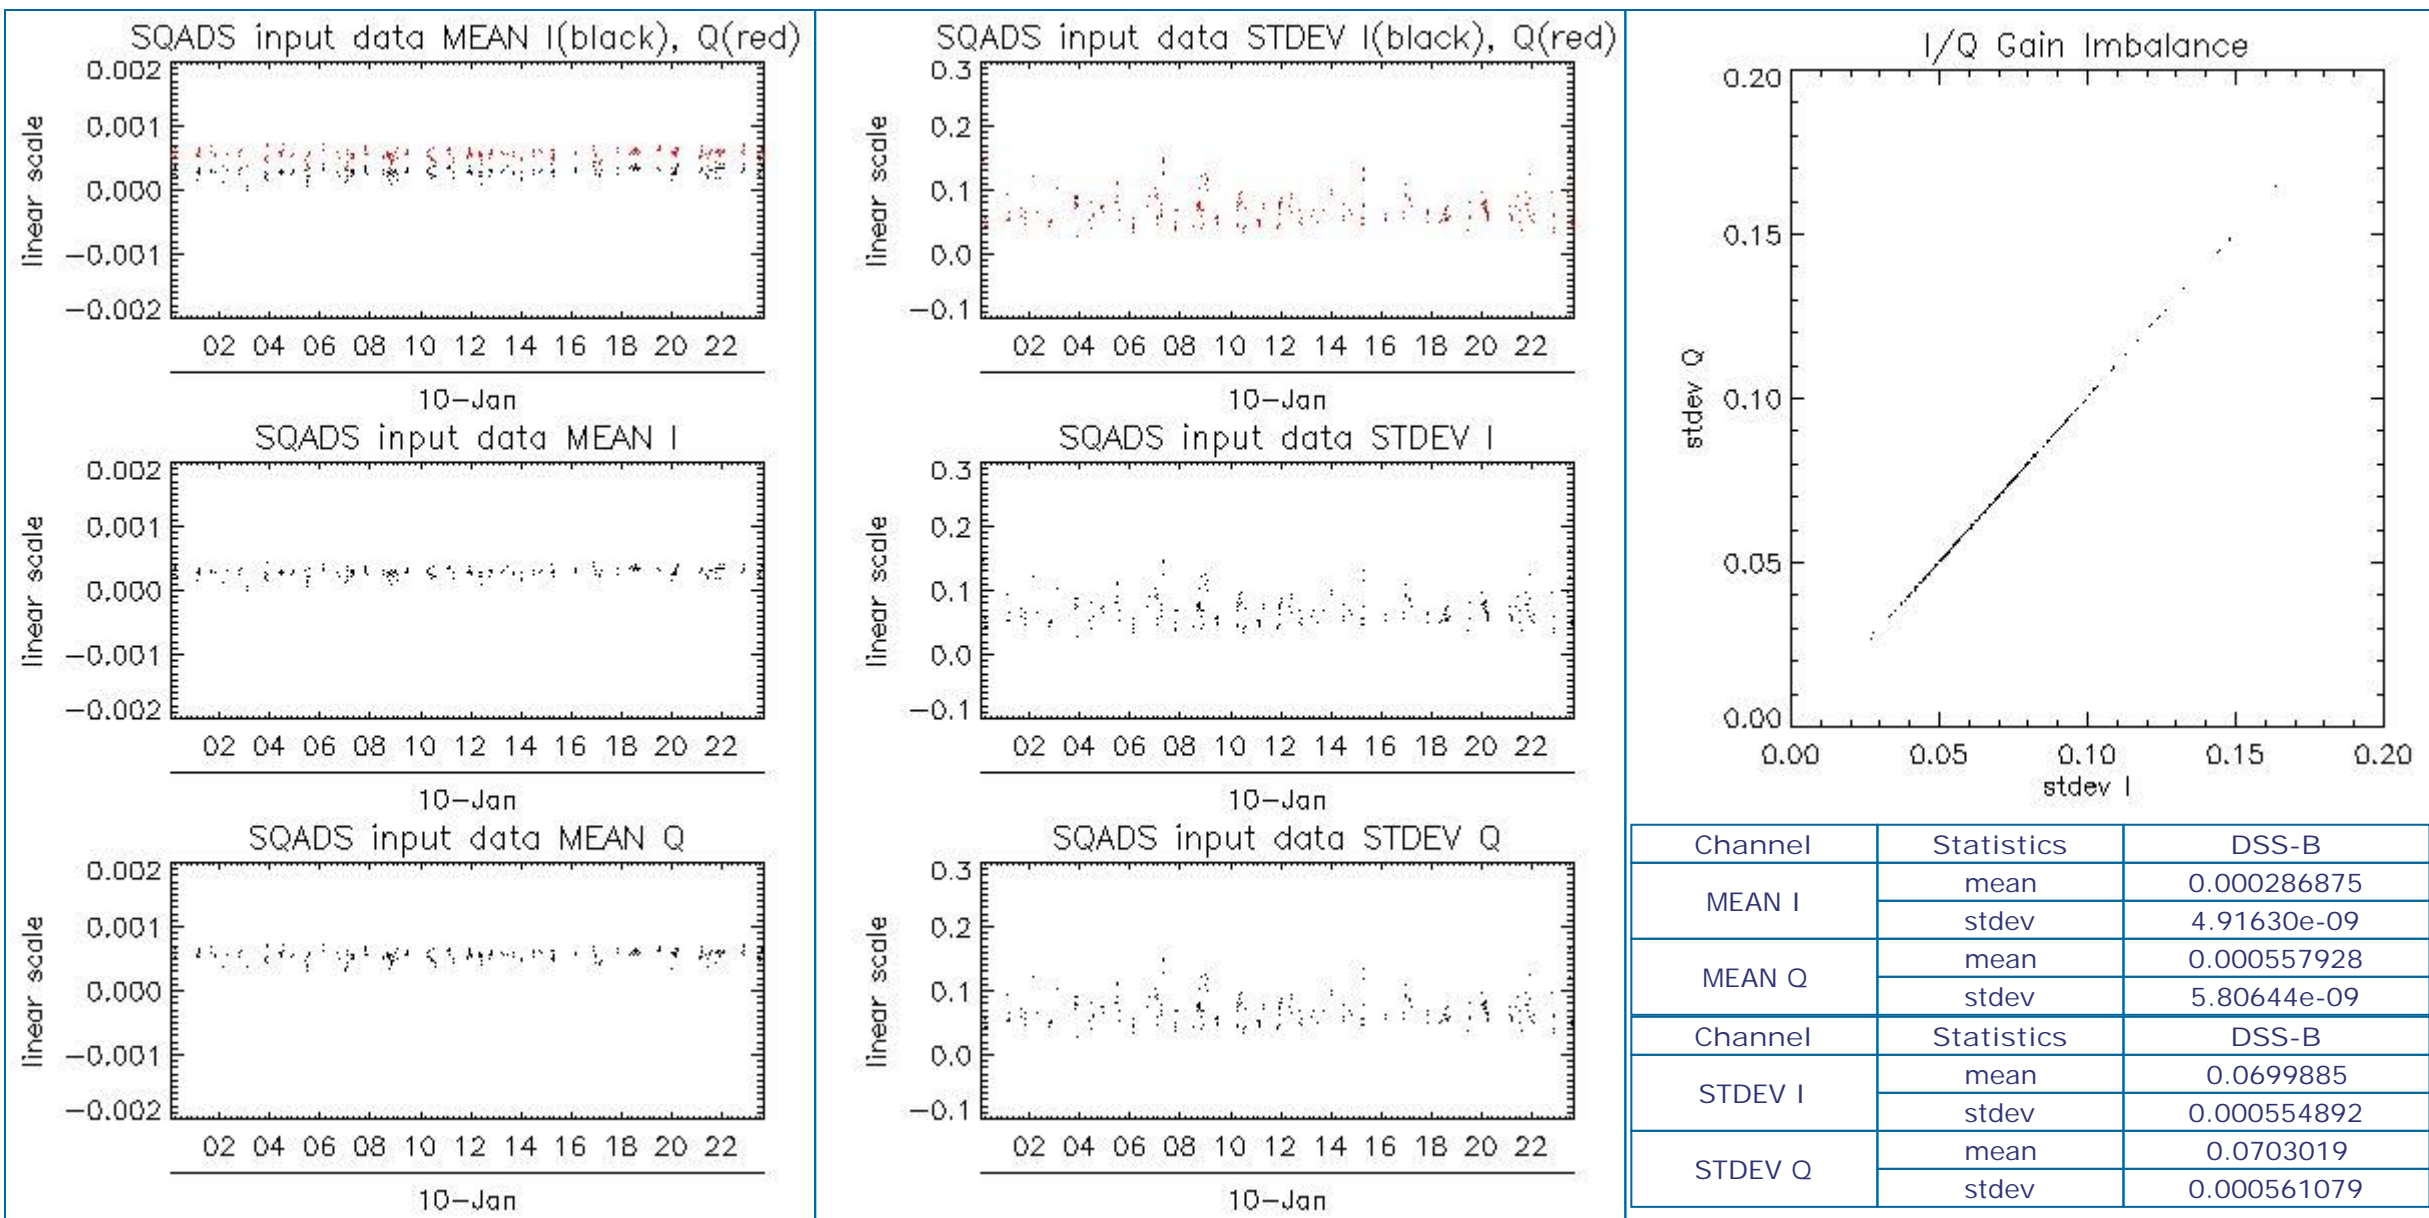 SQADS input data MEAN I(black), Q(red)
0.002
0.001
0.000
−0.001
−0.002
linear scale
02 04 06 08 10 12 14 16 18 20 22
10−Jan
SQADS input data MEAN I
0.002
0.001
0.000
−0.001
−0.002
linear scale
02 04 06 08 10 12 14 16 18 20 22
10−Jan
SQADS input data MEAN Q
0.002
0.001
0.000
−0.001
−0.002
linear scale
02 04 06 08 10 12 14 16 18 20 22
10−Jan
SQADS input data STDEV I(black), Q(red)
0.3
0.2
0.1
0.0
−0.1
linear scale
02 04 06 08 10 12 14 16 18 20 22
10−Jan
SQADS input data STDEV I
0.3
0.2
0.1
0.0
−0.1
linear scale
02 04 06 08 10 12 14 16 18 20 22
10−Jan
SQADS input data STDEV Q
0.3
0.2
0.1
0.0
−0.1
linear scale
02 04 06 08 10 12 14 16 18 20 22
10−Jan
I/Q Gain Imbalance
0.20
0.15
0.10
0.05
0.00
stdev Q
0.00 0.05 0.10 0.15 0.20
stdev I
Channel Statistics DSS-B
MEAN I mean 0.000286875
stdev 4.91630e-09
MEAN Q mean 0.000557928
stdev 5.80644e-09
Channel Statistics DSS-B
STDEV I mean 0.0699885
stdev 0.000554892
STDEV Q mean 0.0703019
stdev 0.000561079